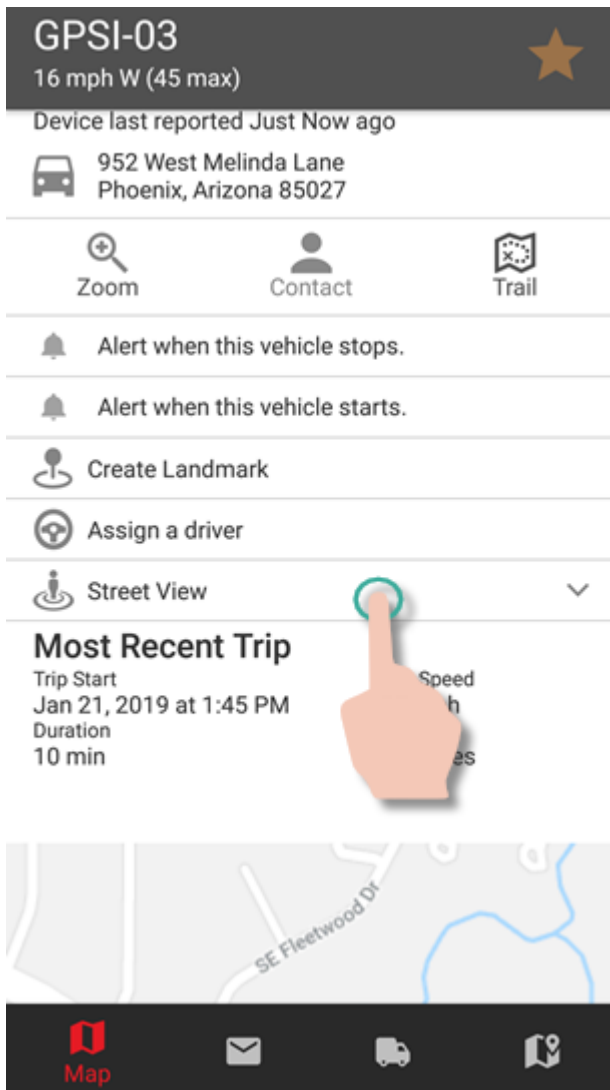 GPSI-03
16 mph W (45 max)
Device last reported Just Now ago
952 West Melinda Lane
Phoenix, Arizona 85027
Zoom
Contact
Trail
Alert when this vehicle stops.
Alert when this vehicle starts.
Create Landmark
Assign a driver
Street View
Most Recent Trip
Trip Start
Speed
Jan 21, 2019 at 1:45 PM
Duration
10 min
SE Fleetwood Dr
Map